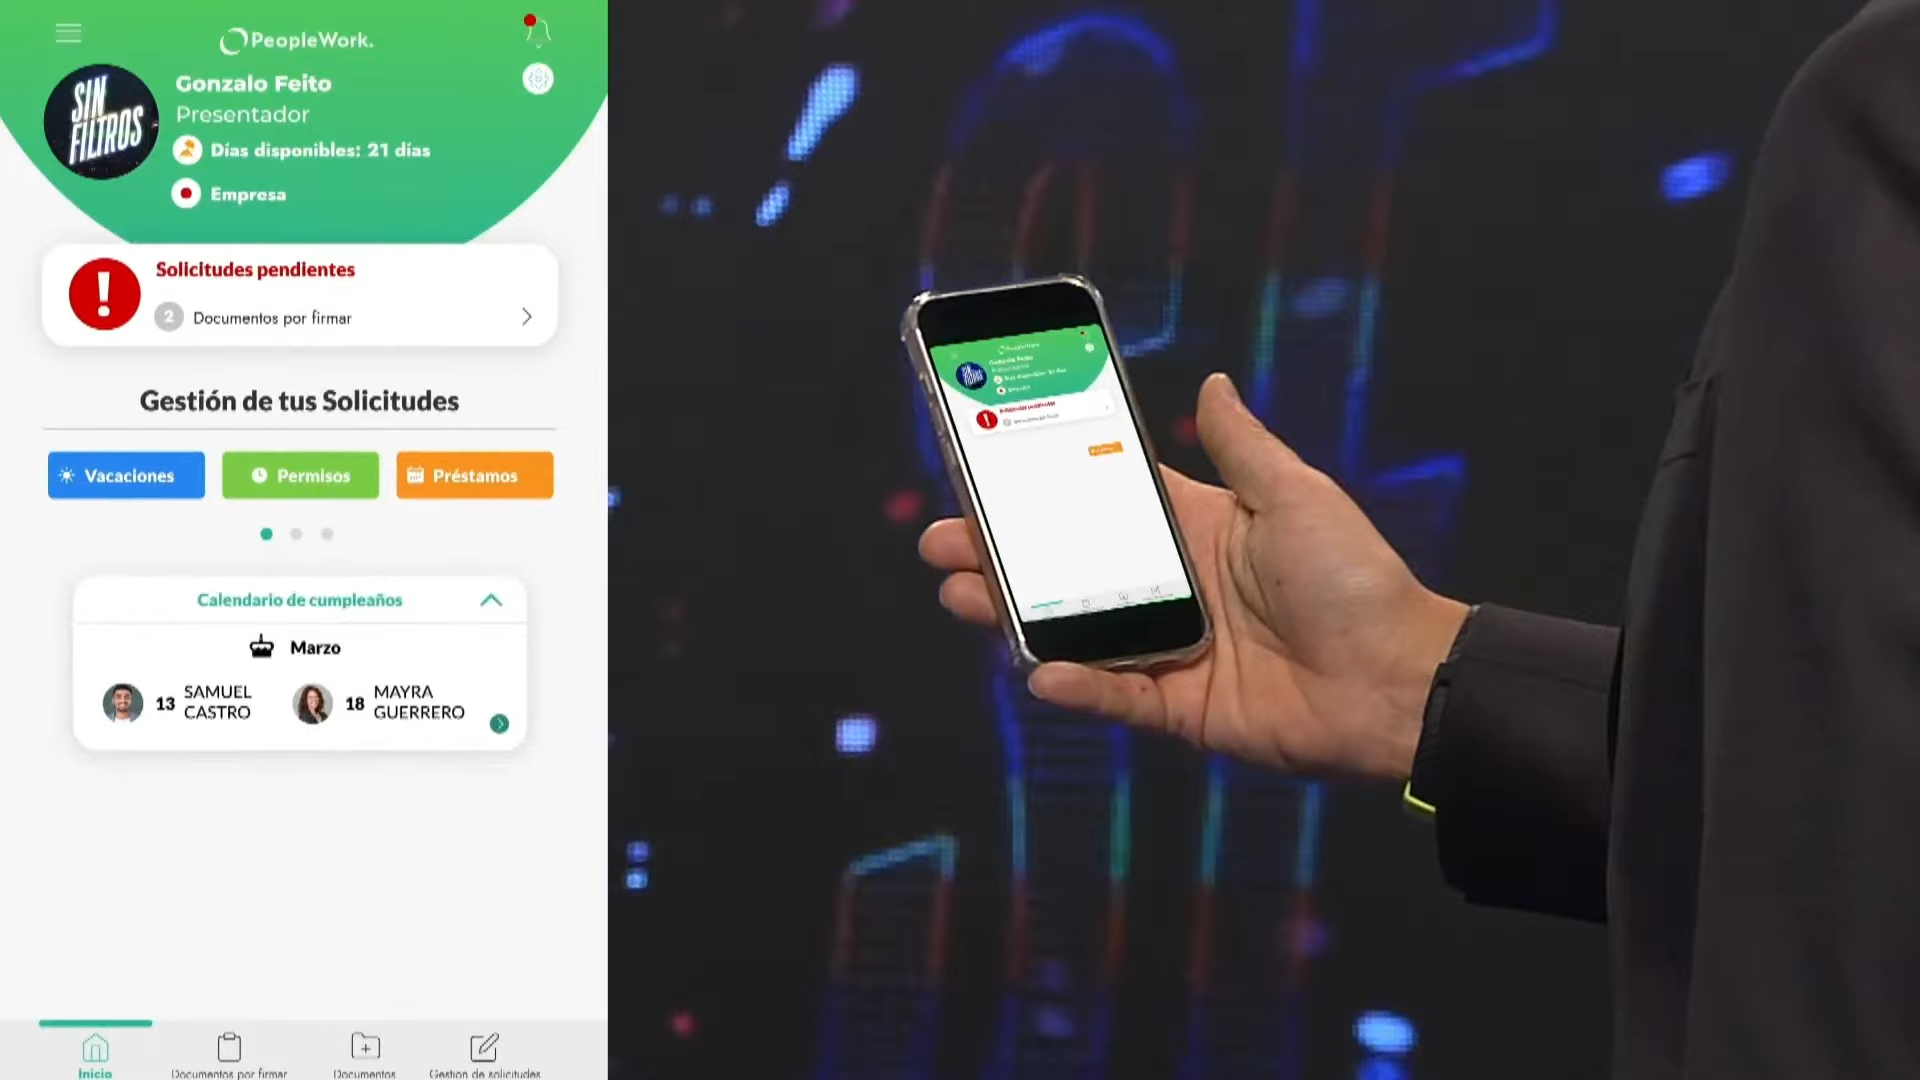 PeopleWork.
SIN
FILTROS
Gonzalo Feito
Presentador
Días disponibles: 21 días
Empresa
!
Solicitudes pendientes
2 Documentos por firmar
Gestión de tus Solicitudes
Vacaciones
Permisos
Préstamos
Calendario de cumpleaños
Marzo
13 SAMUEL CASTRO
18 MAYRA GUERRERO
Inicio
Documentos por firmar
Documentos
Gestion de solicitudes